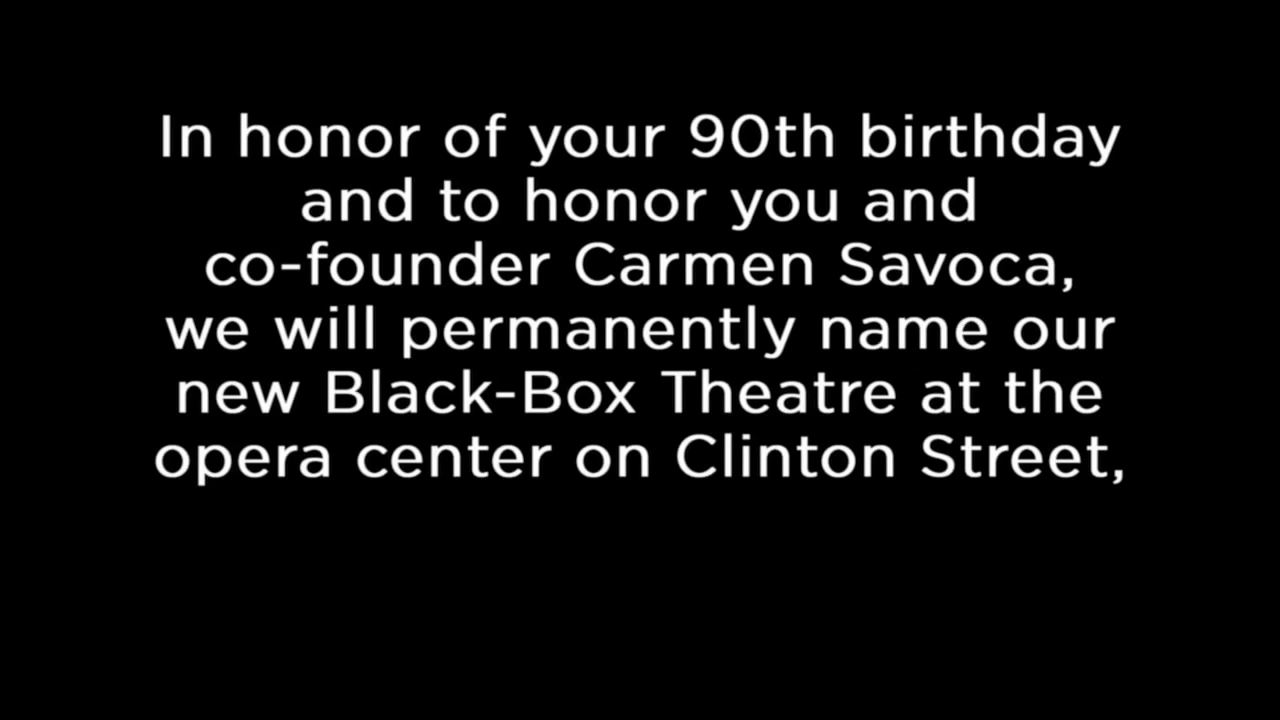 In honor of your 90th birthday
and to honor you and
co-founder Carmen Savoca,
we will permanently name our
new Black-Box Theatre at the
opera center on Clinton Street,